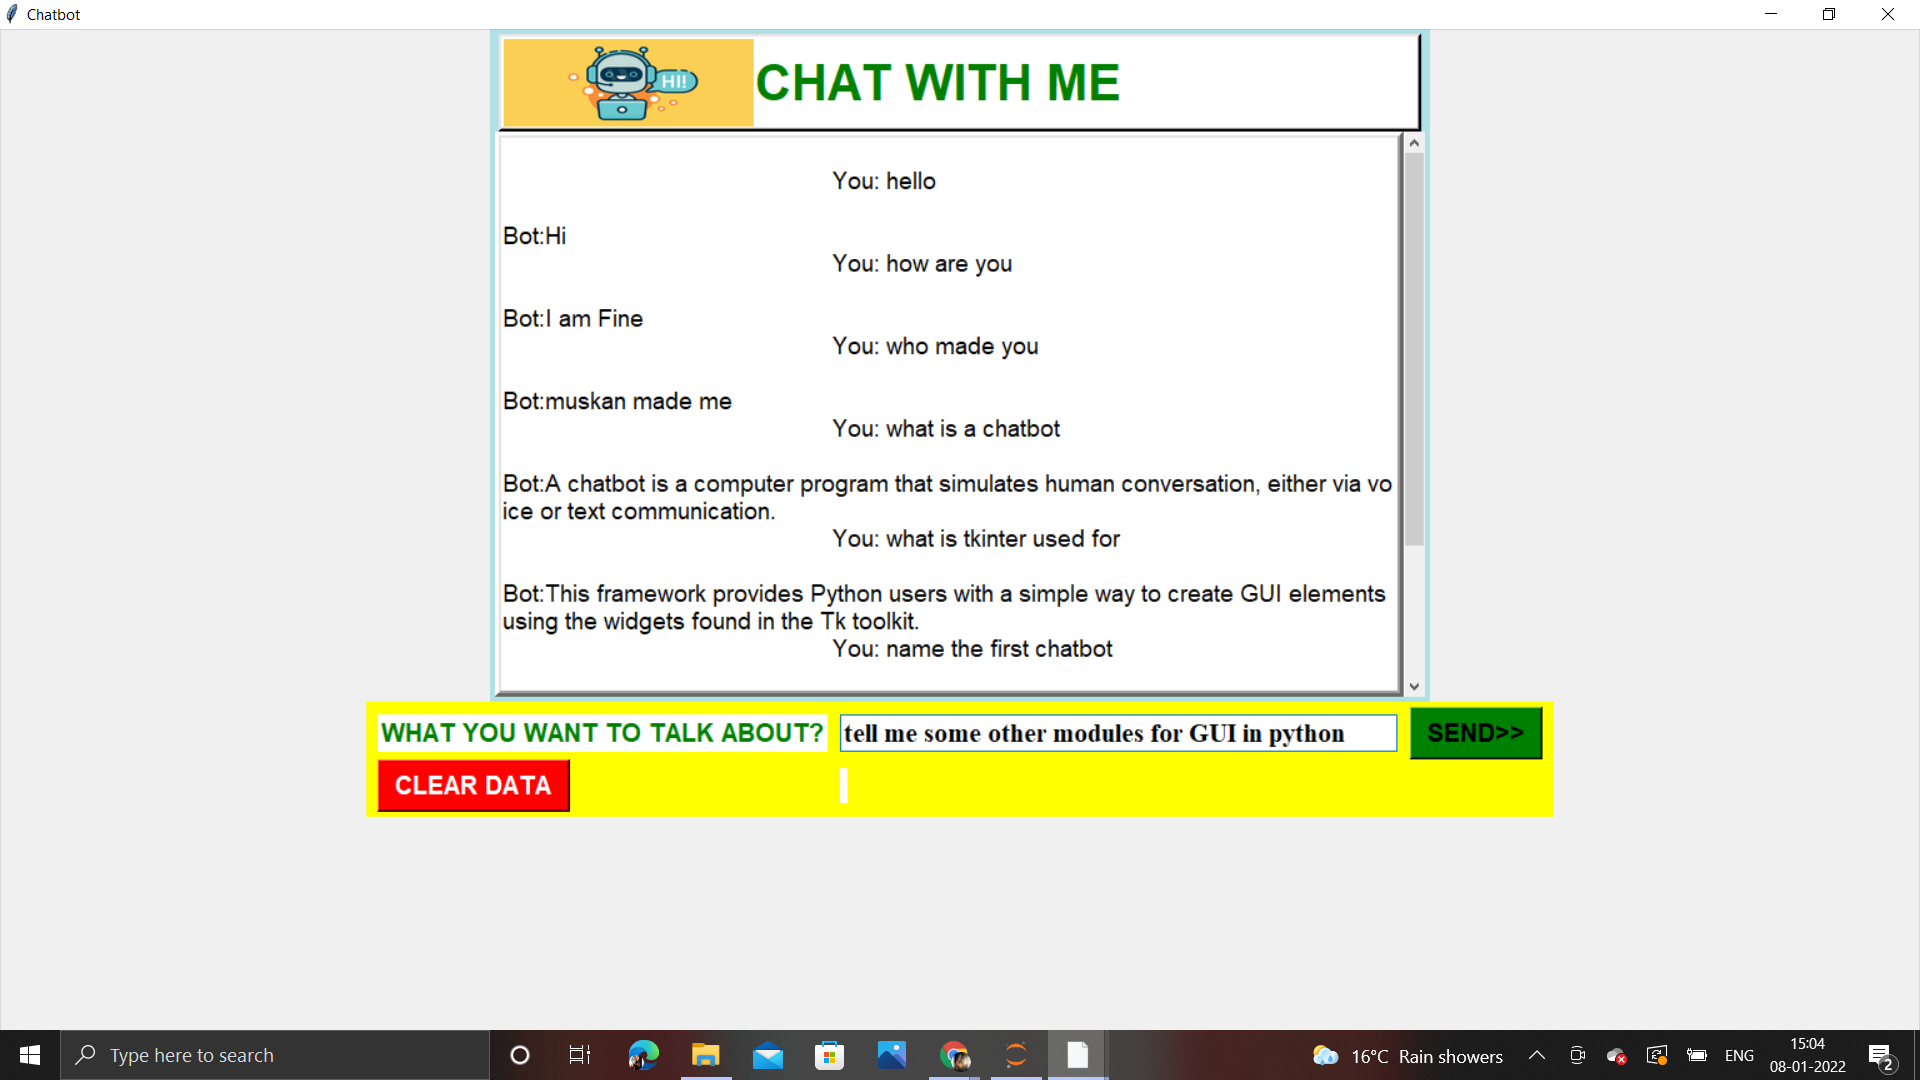 Chatbot
HI!
CHAT WITH ME
You: hello
Bot:Hi
You: how are you
Bot:I am Fine
You: who made you
Bot:muskan made me
You: what is a chatbot
Bot:A chatbot is a computer program that simulates human conversation, either via vo
ice or text communication.
You: what is tkinter used for
Bot:This framework provides Python users with a simple way to create GUI elements
using the widgets found in the Tk toolkit.
You: name the first chatbot
WHAT YOU WANT TO TALK ABOUT?
tell me some other modules for GUI in python
SEND>>
CLEAR DATA
Type here to search
16°C Rain showers
ENG
15:04
08-01-2022
2